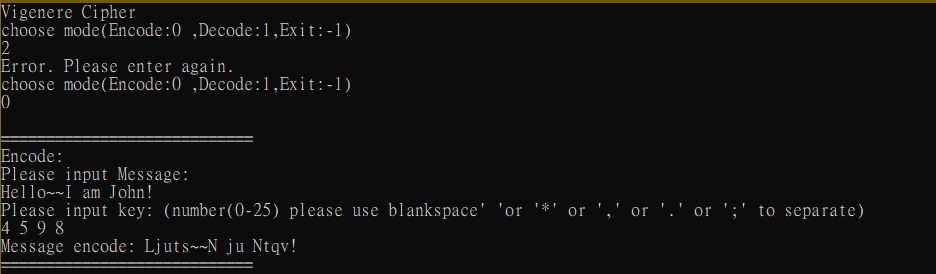 Vigenere Cipher
choose mode(Encode:0 ,Decode:1,Exit:-1)
2
Error. Please enter again.
choose mode(Encode:0 ,Decode:1,Exit:-1)
0
============================
Encode:
Please input Message:
Hello~~I am John!
Please input key: (number(0-25) please use blankspace' 'or '*' or ',' or '.' or ';' to separate)
4 5 9 8
Message encode: Ljuts~~N ju Ntqv!
============================